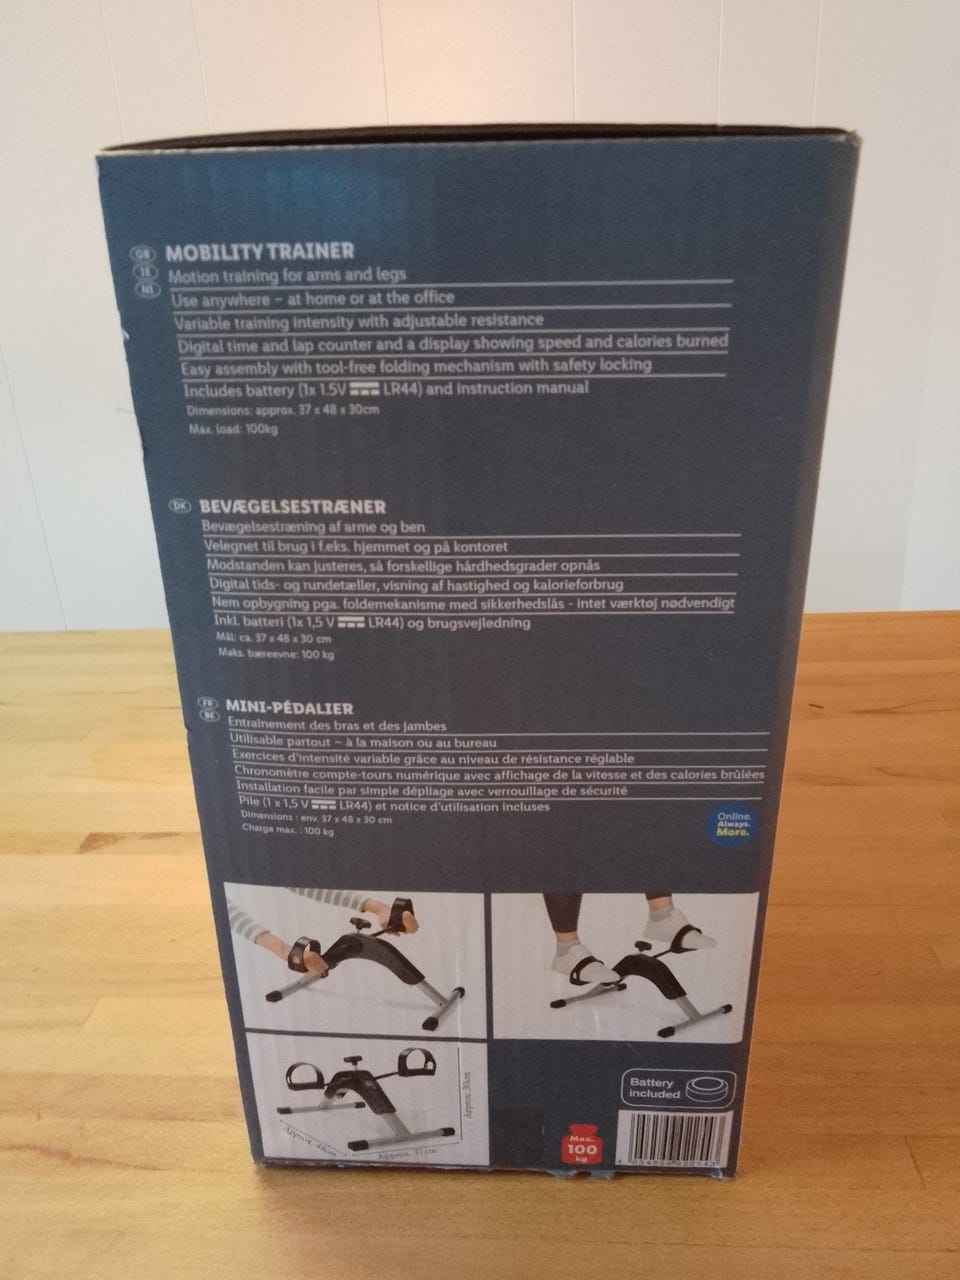 GB
IE
NI
MOBILITY TRAINER
Motion training for arms and legs
Use anywhere – at home or at the office
Variable training intensity with adjustable resistance
Digital time and lap counter and a display showing speed and calories burned
Easy assembly with tool-free folding mechanism with safety locking
Includes battery (1x 1.5V LR44) and instruction manual
Dimensions: approx. 37 x 48 x 30cm
Max. load: 100kg
DK
BEVÆGELSESTRÆNER
Bevægelsestræning af arme og ben
Velegnet til brug i f.eks. hjemmet og på kontoret
Modstanden kan justeres, så forskellige hårdhedsgrader opnås
Digital tids- og rundetæller, visning af hastighed og kalorieforbrug
Nem opbygning pga. foldemekanisme med sikkerhedslås - intet værktøj nødvendigt
Inkl. batteri (1x 1,5 V LR44) og brugsvejledning
Mål: ca. 37 x 48 x 30 cm
Maks. bæreevne: 100 kg
FR
BE
MINI-PÉDALIER
Entraînement des bras et des jambes
Utilisable partout – à la maison ou au bureau
Exercices d'intensité variable grâce au niveau de résistance réglable
Chronomètre compte-tours numérique avec affichage de la vitesse et des calories brûlées
Installation facile par simple dépliage avec verrouillage de sécurité
Pile (1 x 1,5 V LR44) et notice d'utilisation incluses
Dimensions : env. 37 x 48 x 30 cm
Charge max. : 100 kg
Online.
Always.
More.
Approx. 30cm
Approx. 48cm
Approx. 37cm
Battery
included
Max.
100
kg